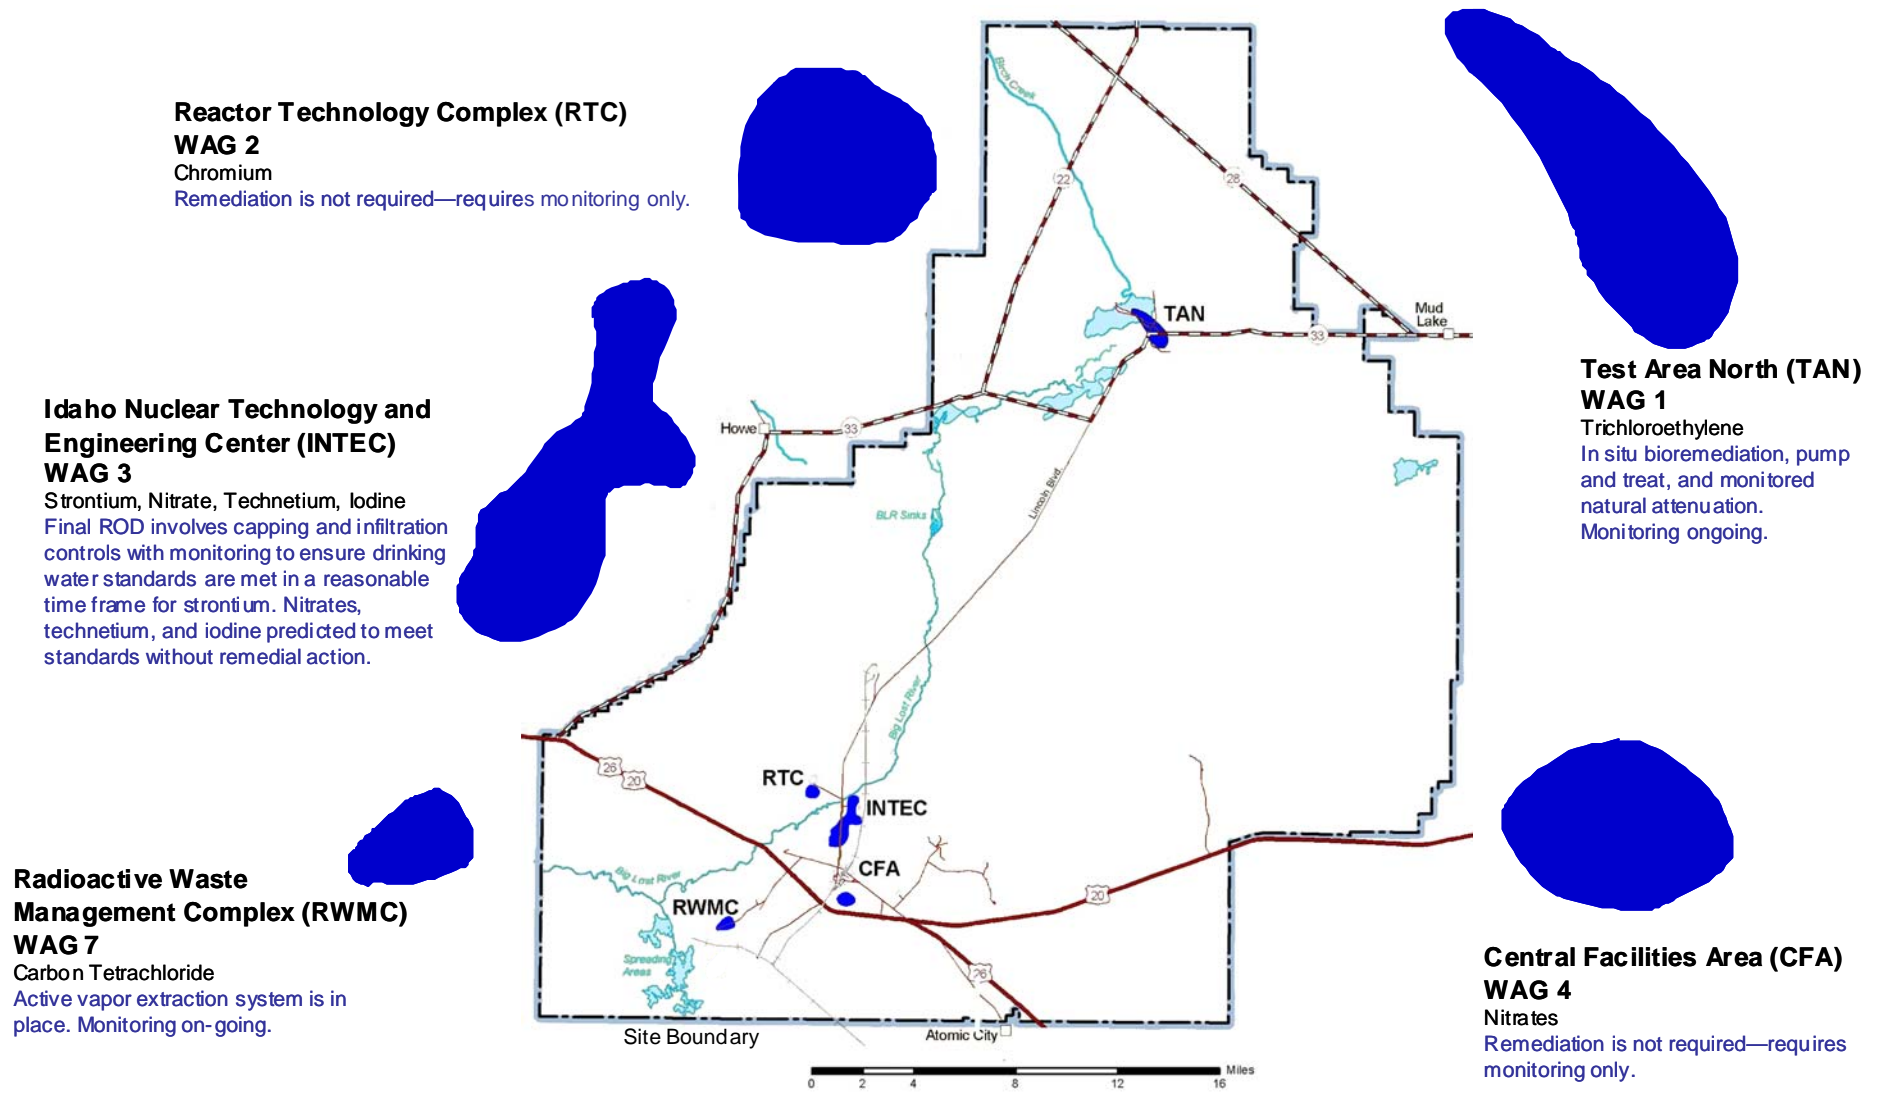 Reactor Technology Complex (RTC)
WAG 2
Chromium
Remediation is not required—requires monitoring only.
Idaho Nuclear Technology and
Engineering Center (INTEC)
WAG 3
Strontium, Nitrate, Technetium, Iodine
Final ROD involves capping and infiltration
controls with monitoring to ensure drinking
water standards are met in a reasonable
time frame for strontium. Nitrates,
technetium, and iodine predicted to meet
standards without remedial action.
Radioactive Waste
Management Complex (RWMC)
WAG 7
Carbon Tetrachloride
Active vapor extraction system is in
place. Monitoring on-going.
Test Area North (TAN)
WAG 1
Trichloroethylene
In situ bioremediation, pump
and treat, and monitored
natural attenuation.
Monitoring ongoing.
Central Facilities Area (CFA)
WAG 4
Nitrates
Remediation is not required—requires
monitoring only.
Birch Creek
22
28
TAN
Mud
Lake
33
Howe
33
Lincoln Blvd.
BLR Sinks
Big Lost River
26
20
RTC
INTEC
CFA
Big Lost River
RWMC
20
Spreading
Areas
26
Site Boundary
Atomic City
0 2 4 8 12 16 Miles